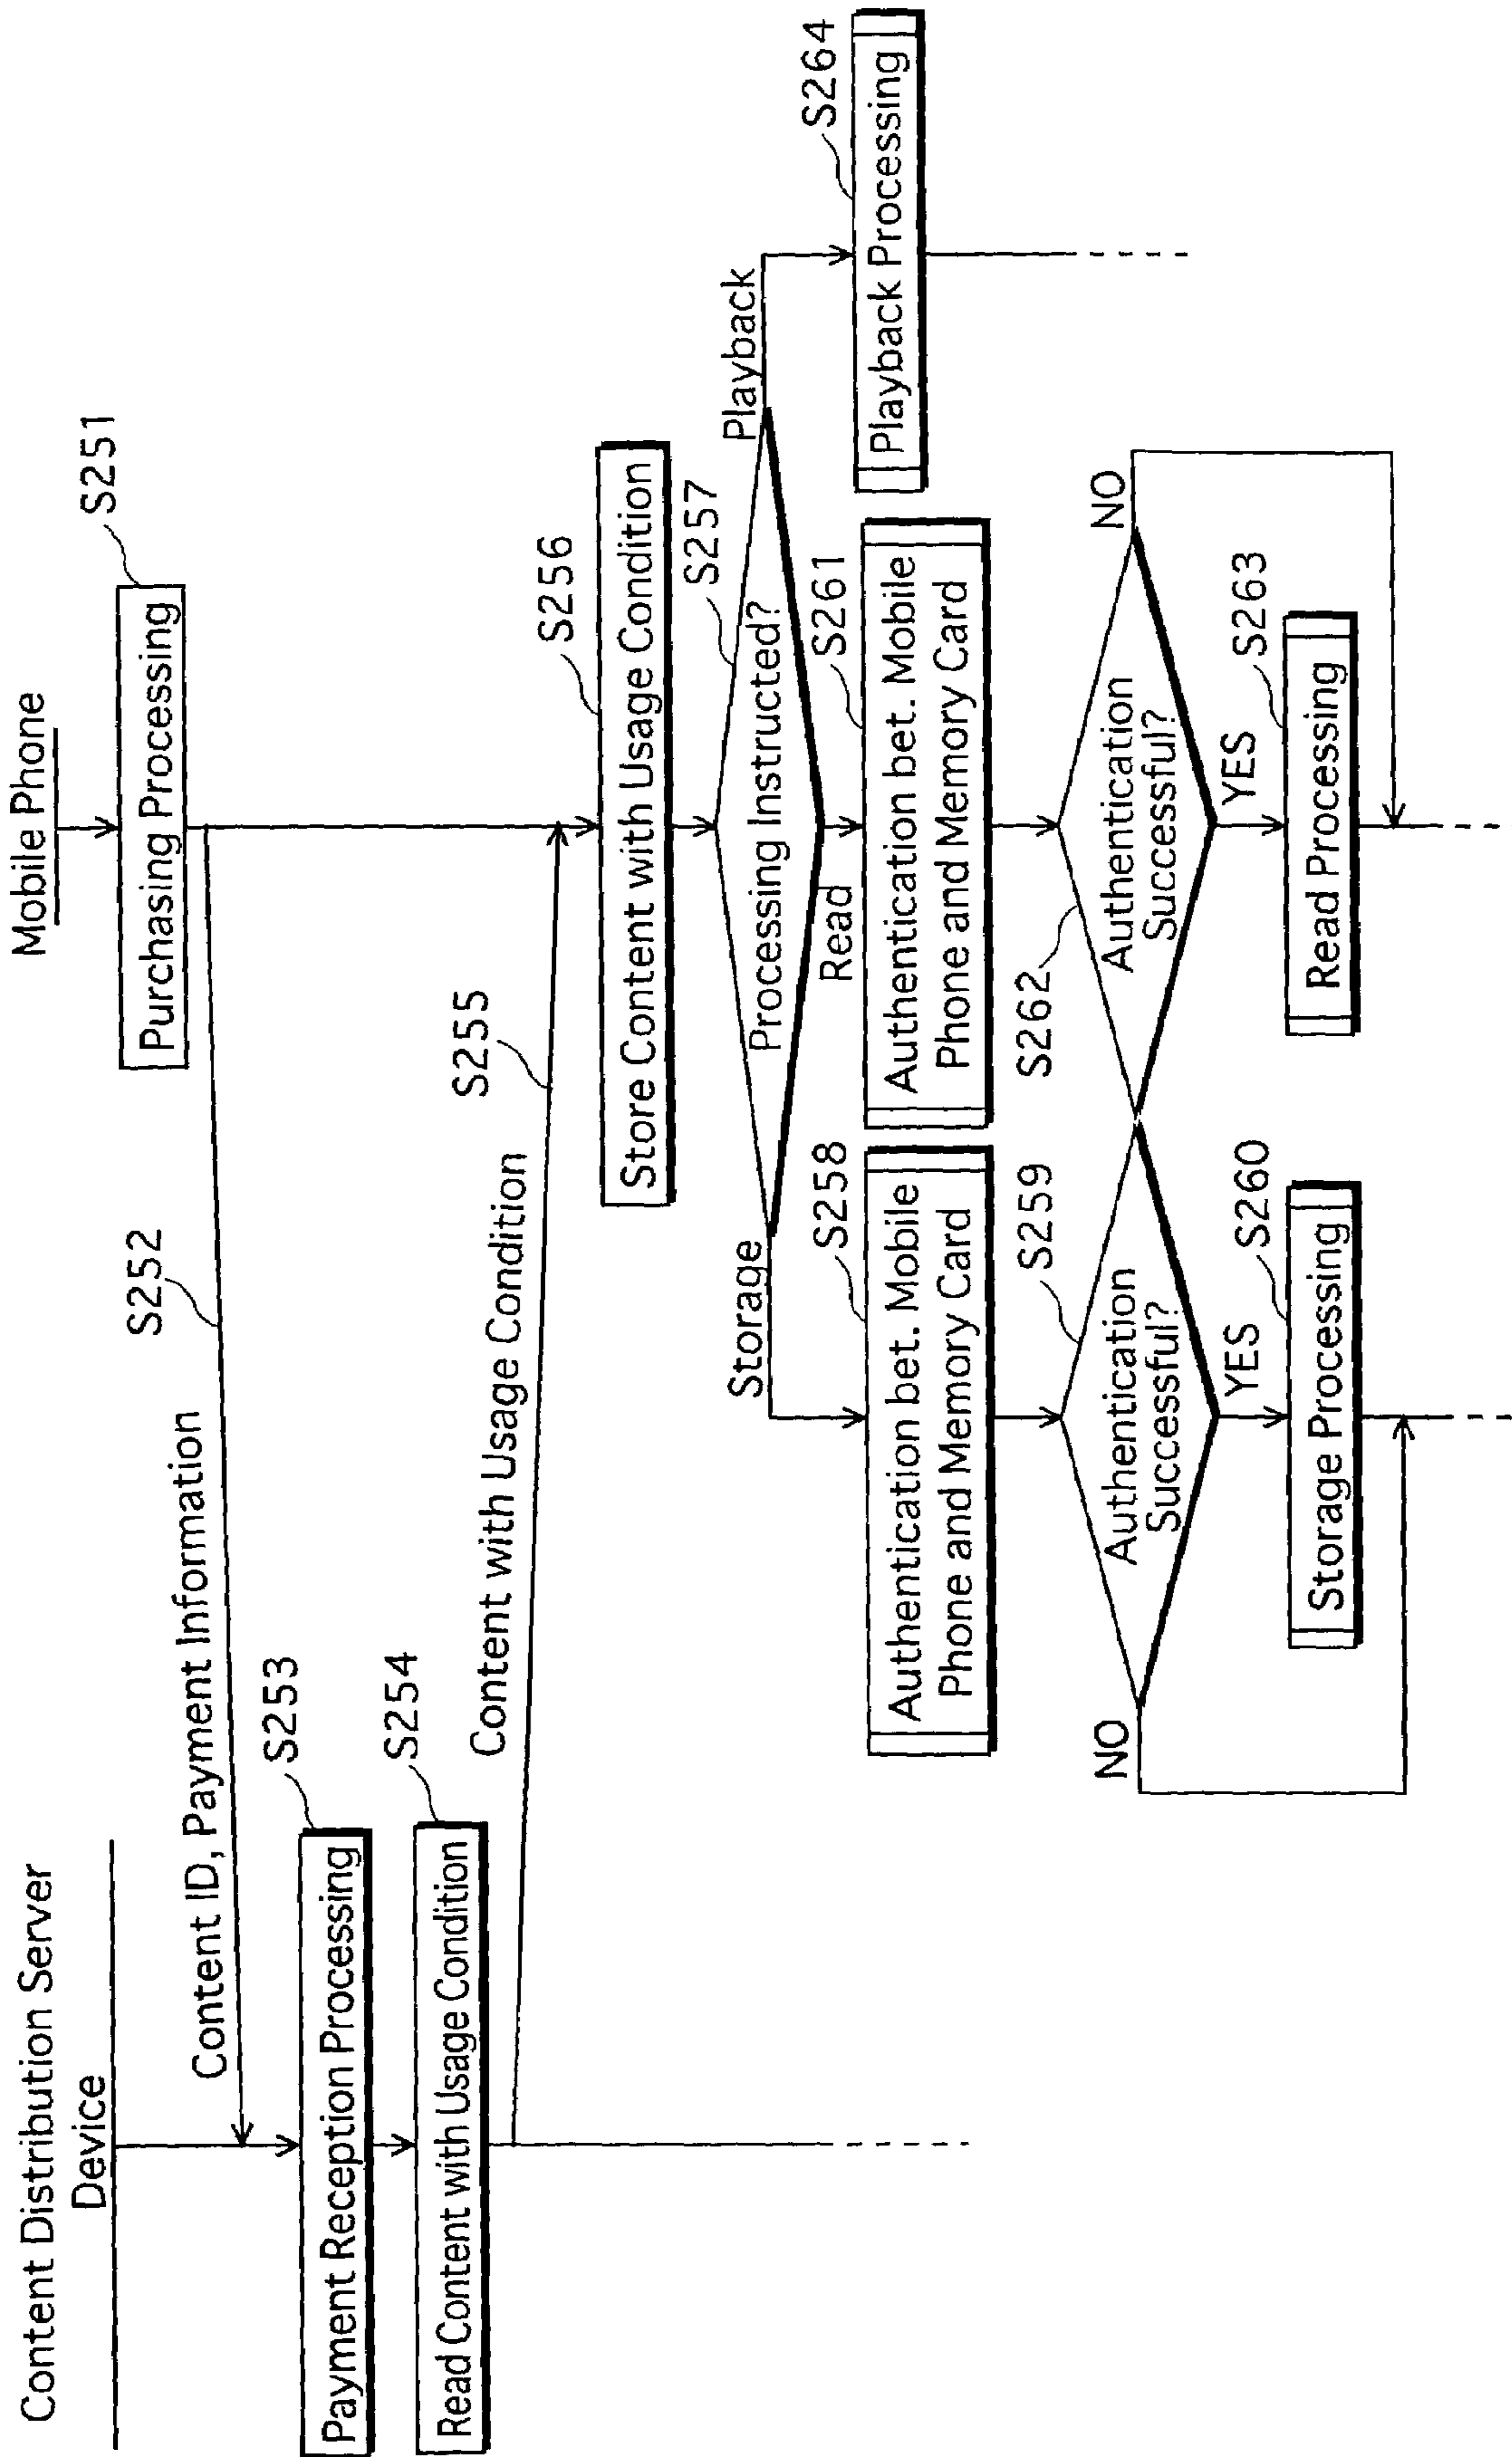 Content Distribution Server
Device
Mobile Phone
Purchasing Processing
S251
S252
Content ID, Payment Information
Payment Reception Processing
S253
Read Content with Usage Condition
S254
S255
Content with Usage Condition
Store Content with Usage Condition
S256
Processing Instructed?
S257
Storage
Read
Playback
Authentication bet. Mobile
Phone and Memory Card
S258
Authentication bet. Mobile
Phone and Memory Card
S261
Playback Processing
S264
Authentication
Successful?
S259
NO
YES
Authentication
Successful?
S262
NO
YES
Storage Processing
S260
Read Processing
S263